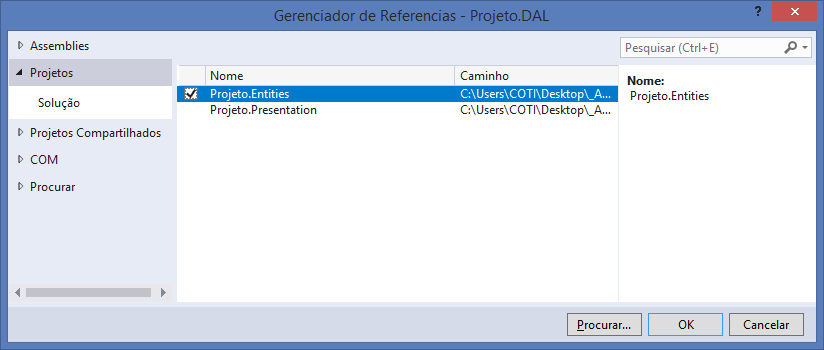 Gerenciador de Referencias - Projeto.DAL
?
Assemblies
Projetos
Solução
Projetos Compartilhados
COM
Procurar
Nome Caminho
Projeto.Entities C:\Users\COTI\Desktop\_A...
Projeto.Presentation C:\Users\COTI\Desktop\_A...
Pesquisar (Ctrl+E)
Nome:
Projeto.Entities
Procurar... OK Cancelar